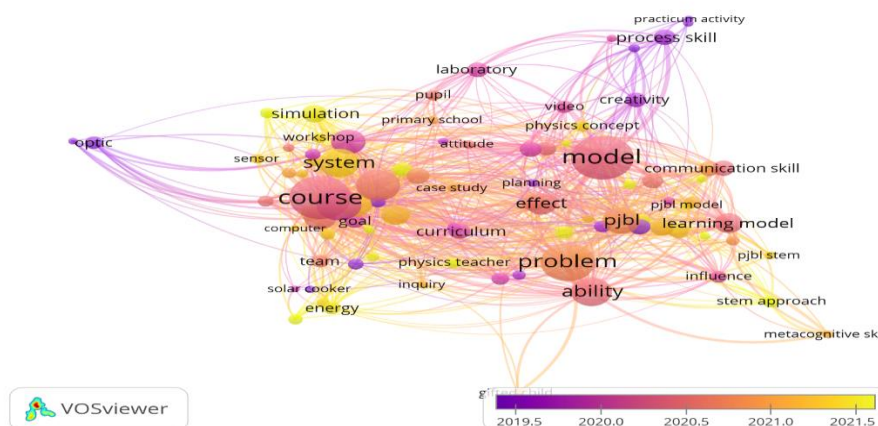 practicum activity
process skill
laboratory
pupil
creativity
simulation
video
primary school
physics concept
workshop
optic
attitude
model
sensor
system
communication skill
case study
planning
course
effect
pjbl model
goal
pjbl
learning model
computer
curriculum
team
physics teacher
problem
pjbl stem
inquiry
influence
solar cooker
ability
energy
stem approach
metacognitive sk
gifted child
VOSviewer
2019.5 2020.0 2020.5 2021.0 2021.5